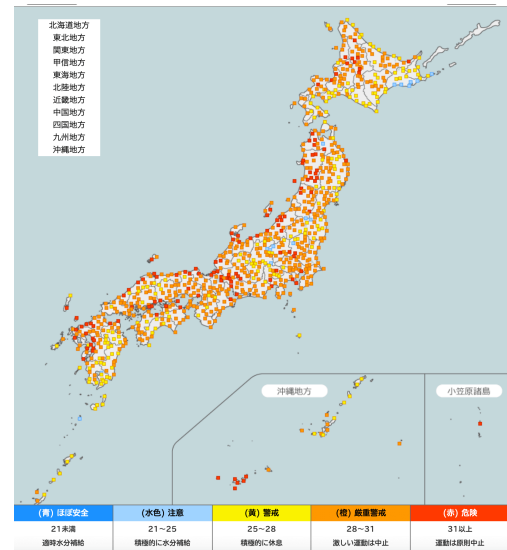 北海道地方
東北地方
関東地方
甲信地方
東海地方
北陸地方
近畿地方
中国地方
四国地方
九州地方
沖縄地方
沖縄地方
小笠原諸島
(青) ほぼ安全
(水色) 注意
(黄) 警戒
(橙) 厳重警戒
(赤) 危険
21未満
21~25
25~28
28~31
31以上
適時水分補給
積極的に水分補給
積極的に休息
激しい運動は中止
運動は原則中止